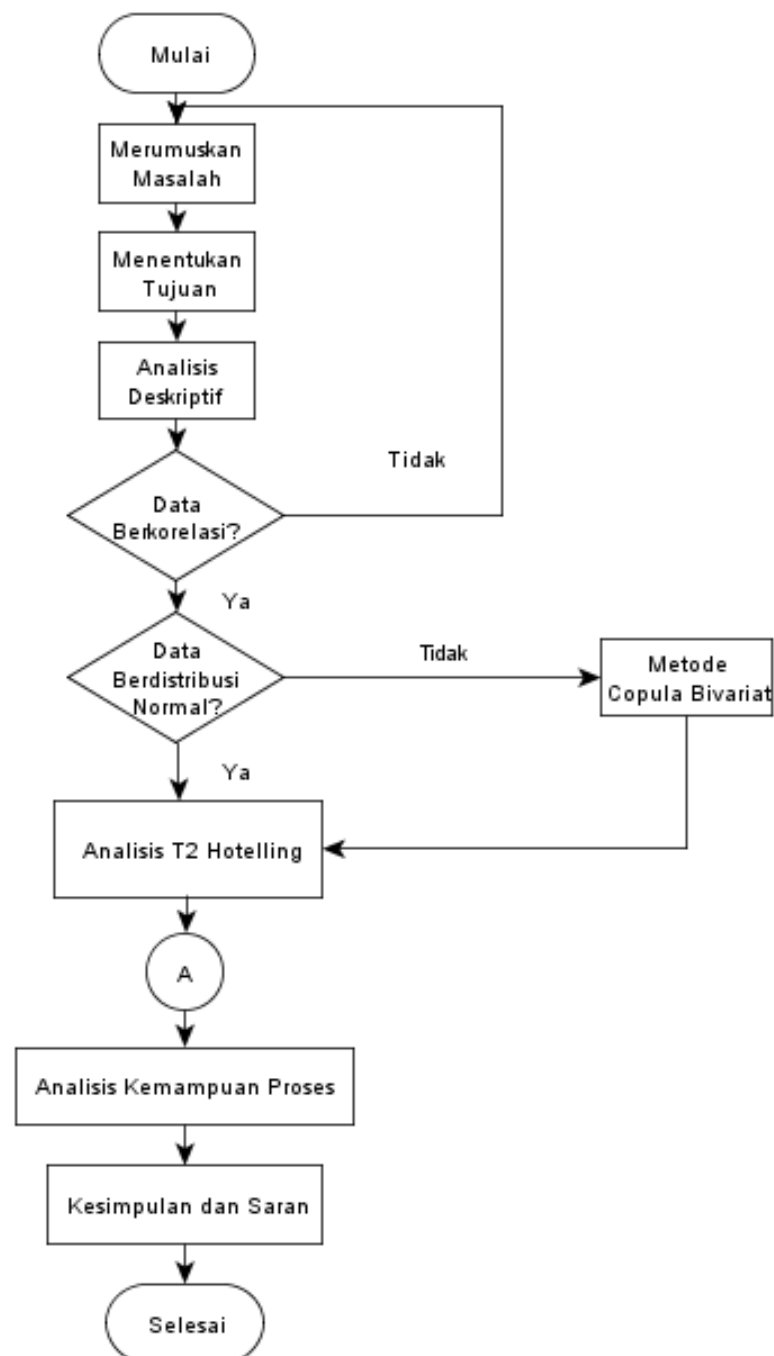 Mulai
Merumuskan
Masalah
Menentukan
Tujuan
Analisis
Deskriptif
Tidak
Data
Berkorelasi?
Ya
Data
Berdistribusi
Normal?
Tidak
Metode
Copula Bivariat
Ya
Analisis T2 Hotelling
A
Analisis Kemampuan Proses
Kesimpulan dan Saran
Selesai